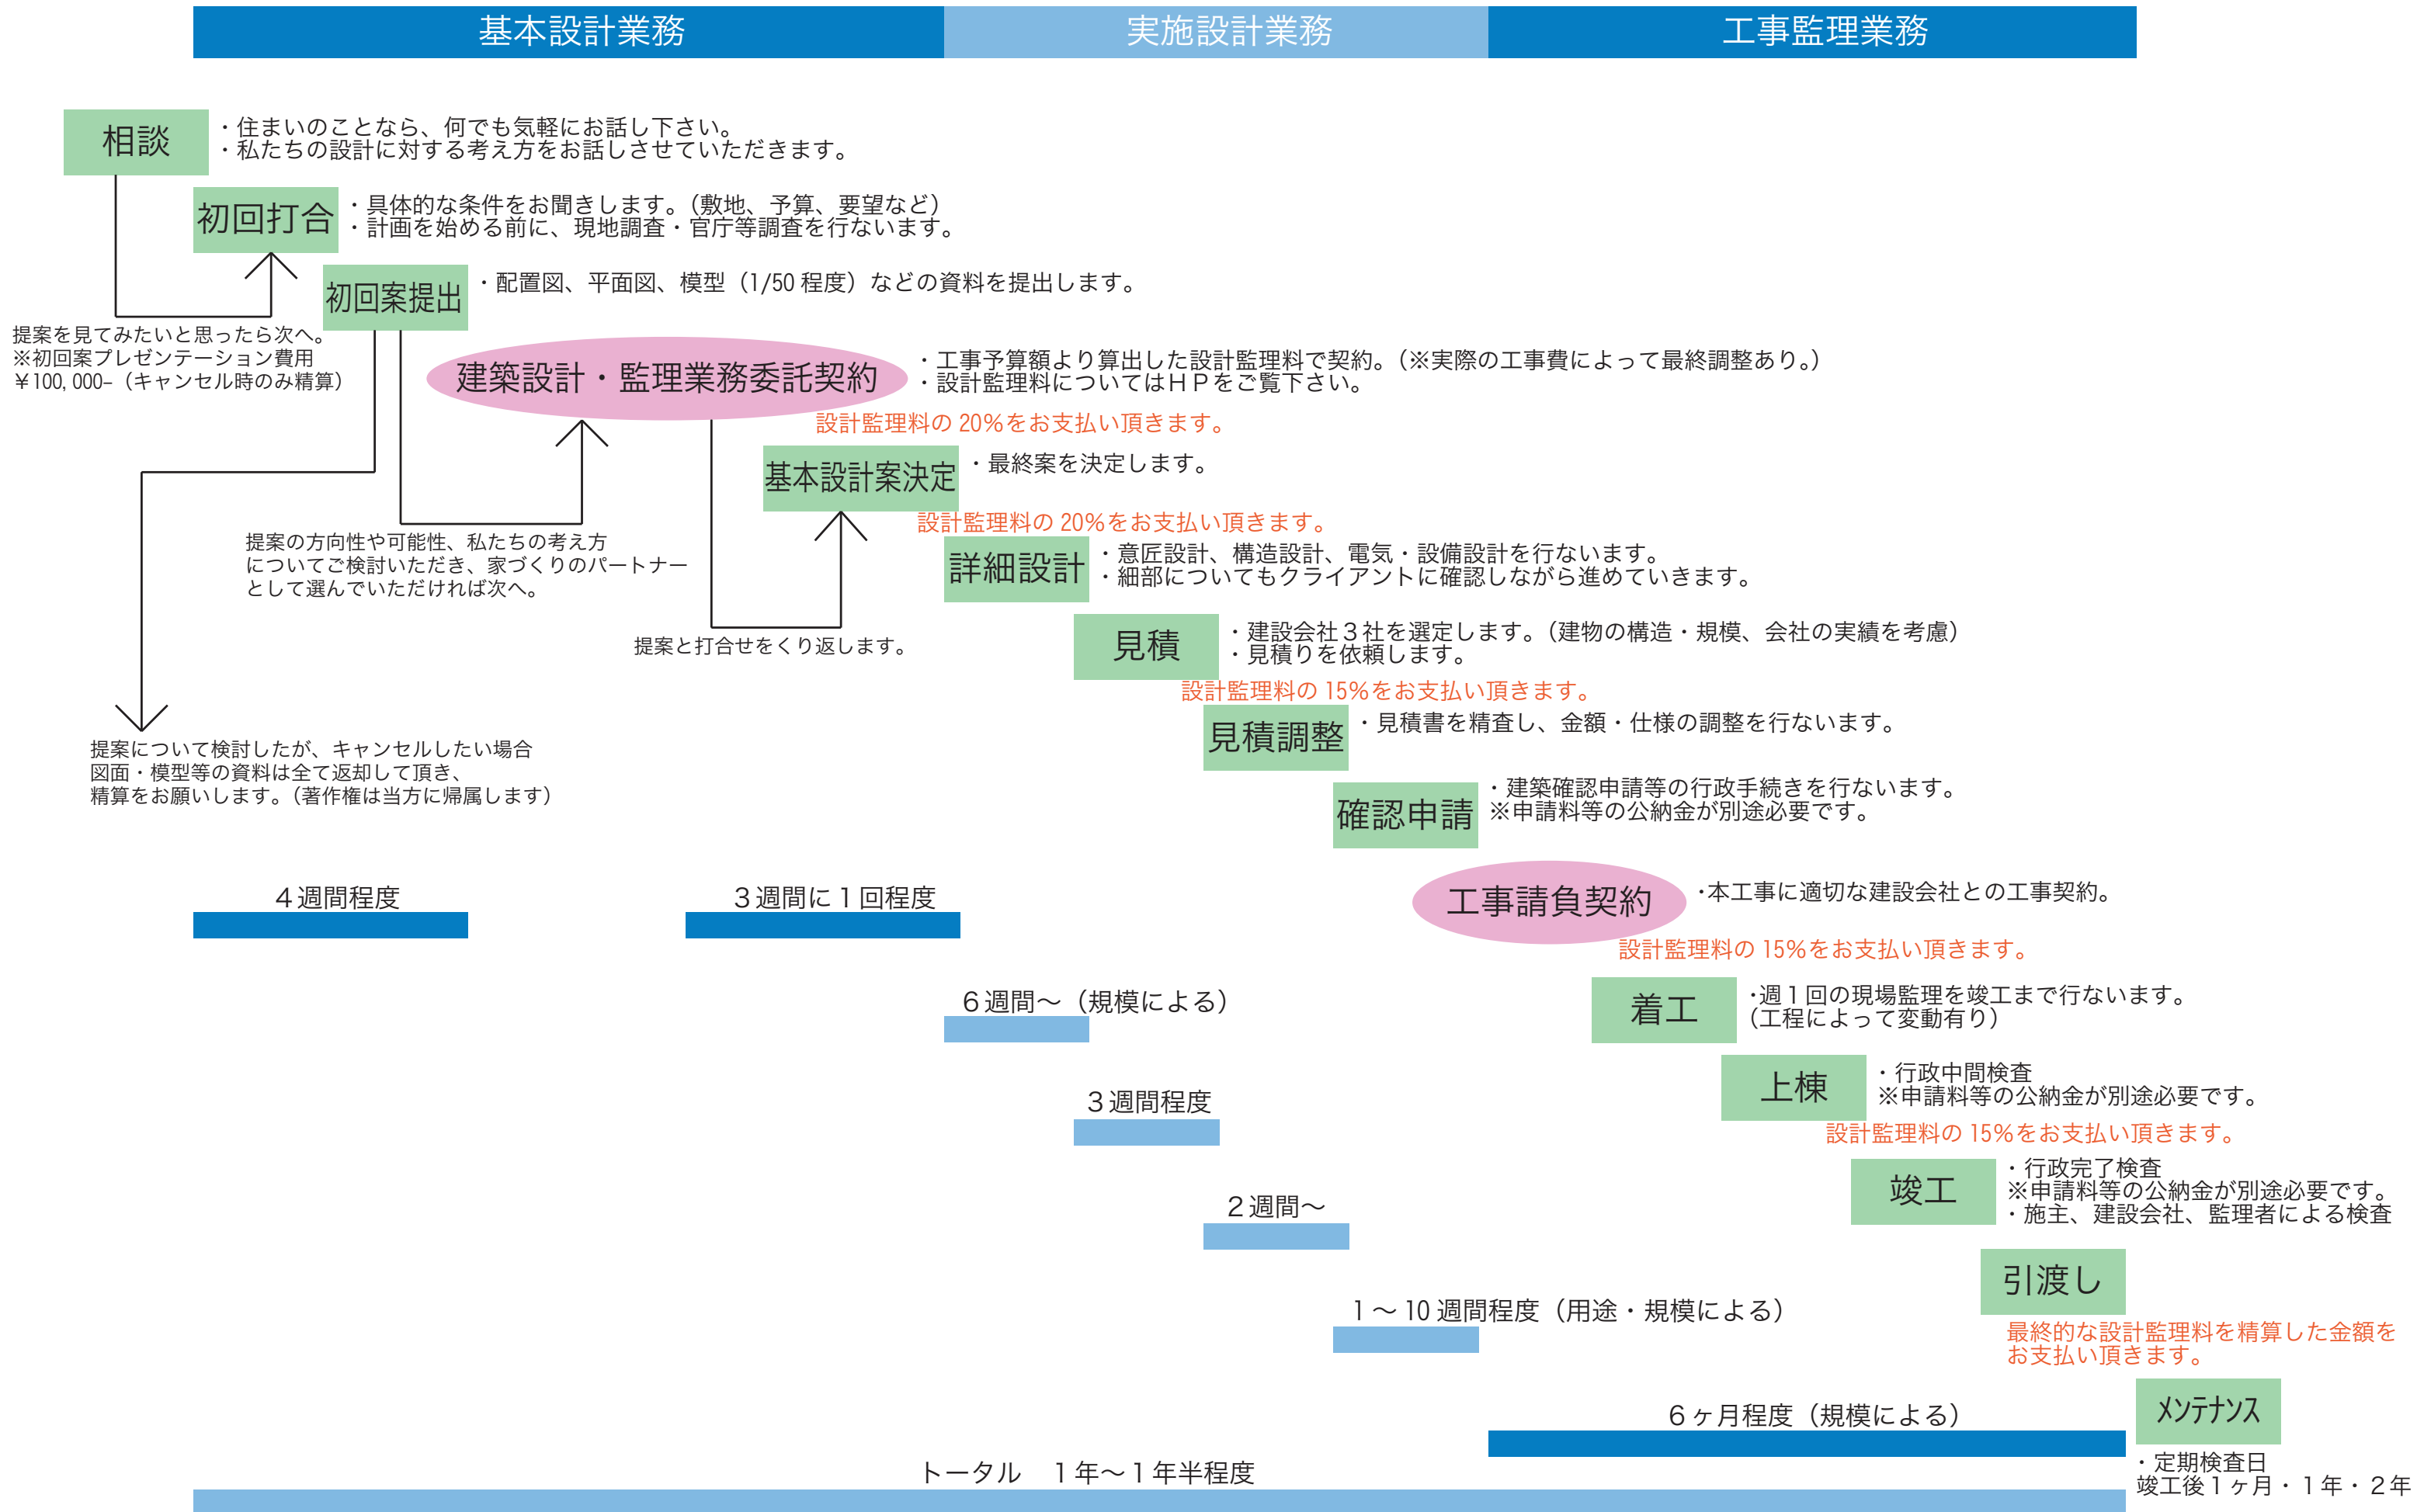 基本設計業務
実施設計業務
工事監理業務
相談
・住まいのことなら、何でも気軽にお話し下さい。
・私たちの設計に対する考え方をお話しさせていただきます。
初回打合
・具体的な条件をお聞きします。（敷地、予算、要望など）
・計画を始める前に、現地調査・官庁等調査を行ないます。
初回案提出
・配置図、平面図、模型（1/50 程度）などの資料を提出します。
提案を見てみたいと思ったら次へ。
※初回案プレゼンテーション費用
￥100,000−（キャンセル時のみ精算）
建築設計・監理業務委託契約
・工事予算額より算出した設計監理料で契約。（※実際の工事費によって最終調整あり。）
・設計監理料についてはＨＰをご覧下さい。
設計監理料の 20％をお支払い頂きます。
基本設計案決定
・最終案を決定します。
設計監理料の 20％をお支払い頂きます。
提案の方向性や可能性、私たちの考え方
についてご検討いただき、家づくりのパートナー
として選んでいただければ次へ。
詳細設計
・意匠設計、構造設計、電気・設備設計を行ないます。
・細部についてもクライアントに確認しながら進めていきます。
提案と打合せをくり返します。
見積
・建設会社３社を選定します。（建物の構造・規模、会社の実績を考慮）
・見積りを依頼します。
設計監理料の 15％をお支払い頂きます。
見積調整
・見積書を精査し、金額・仕様の調整を行ないます。
提案について検討したが、キャンセルしたい場合
図面・模型等の資料は全て返却して頂き、
精算をお願いします。（著作権は当方に帰属します）
確認申請
・建築確認申請等の行政手続きを行ないます。
※申請料等の公納金が別途必要です。
工事請負契約
・本工事に適切な建設会社との工事契約。
設計監理料の 15％をお支払い頂きます。
４週間程度
３週間に１回程度
着工
・週１回の現場監理を竣工まで行ないます。
（工程によって変動有り）
６週間〜（規模による）
上棟
・行政中間検査
※申請料等の公納金が別途必要です。
設計監理料の 15％をお支払い頂きます。
３週間程度
竣工
・行政完了検査
※申請料等の公納金が別途必要です。
・施主、建設会社、監理者による検査
２週間〜
引渡し
最終的な設計監理料を精算した金額を
お支払い頂きます。
１〜 10 週間程度（用途・規模による）
メンテナンス
・定期検査日
竣工後１ヶ月・１年・２年
６ヶ月程度（規模による）
トータル　１年〜１年半程度